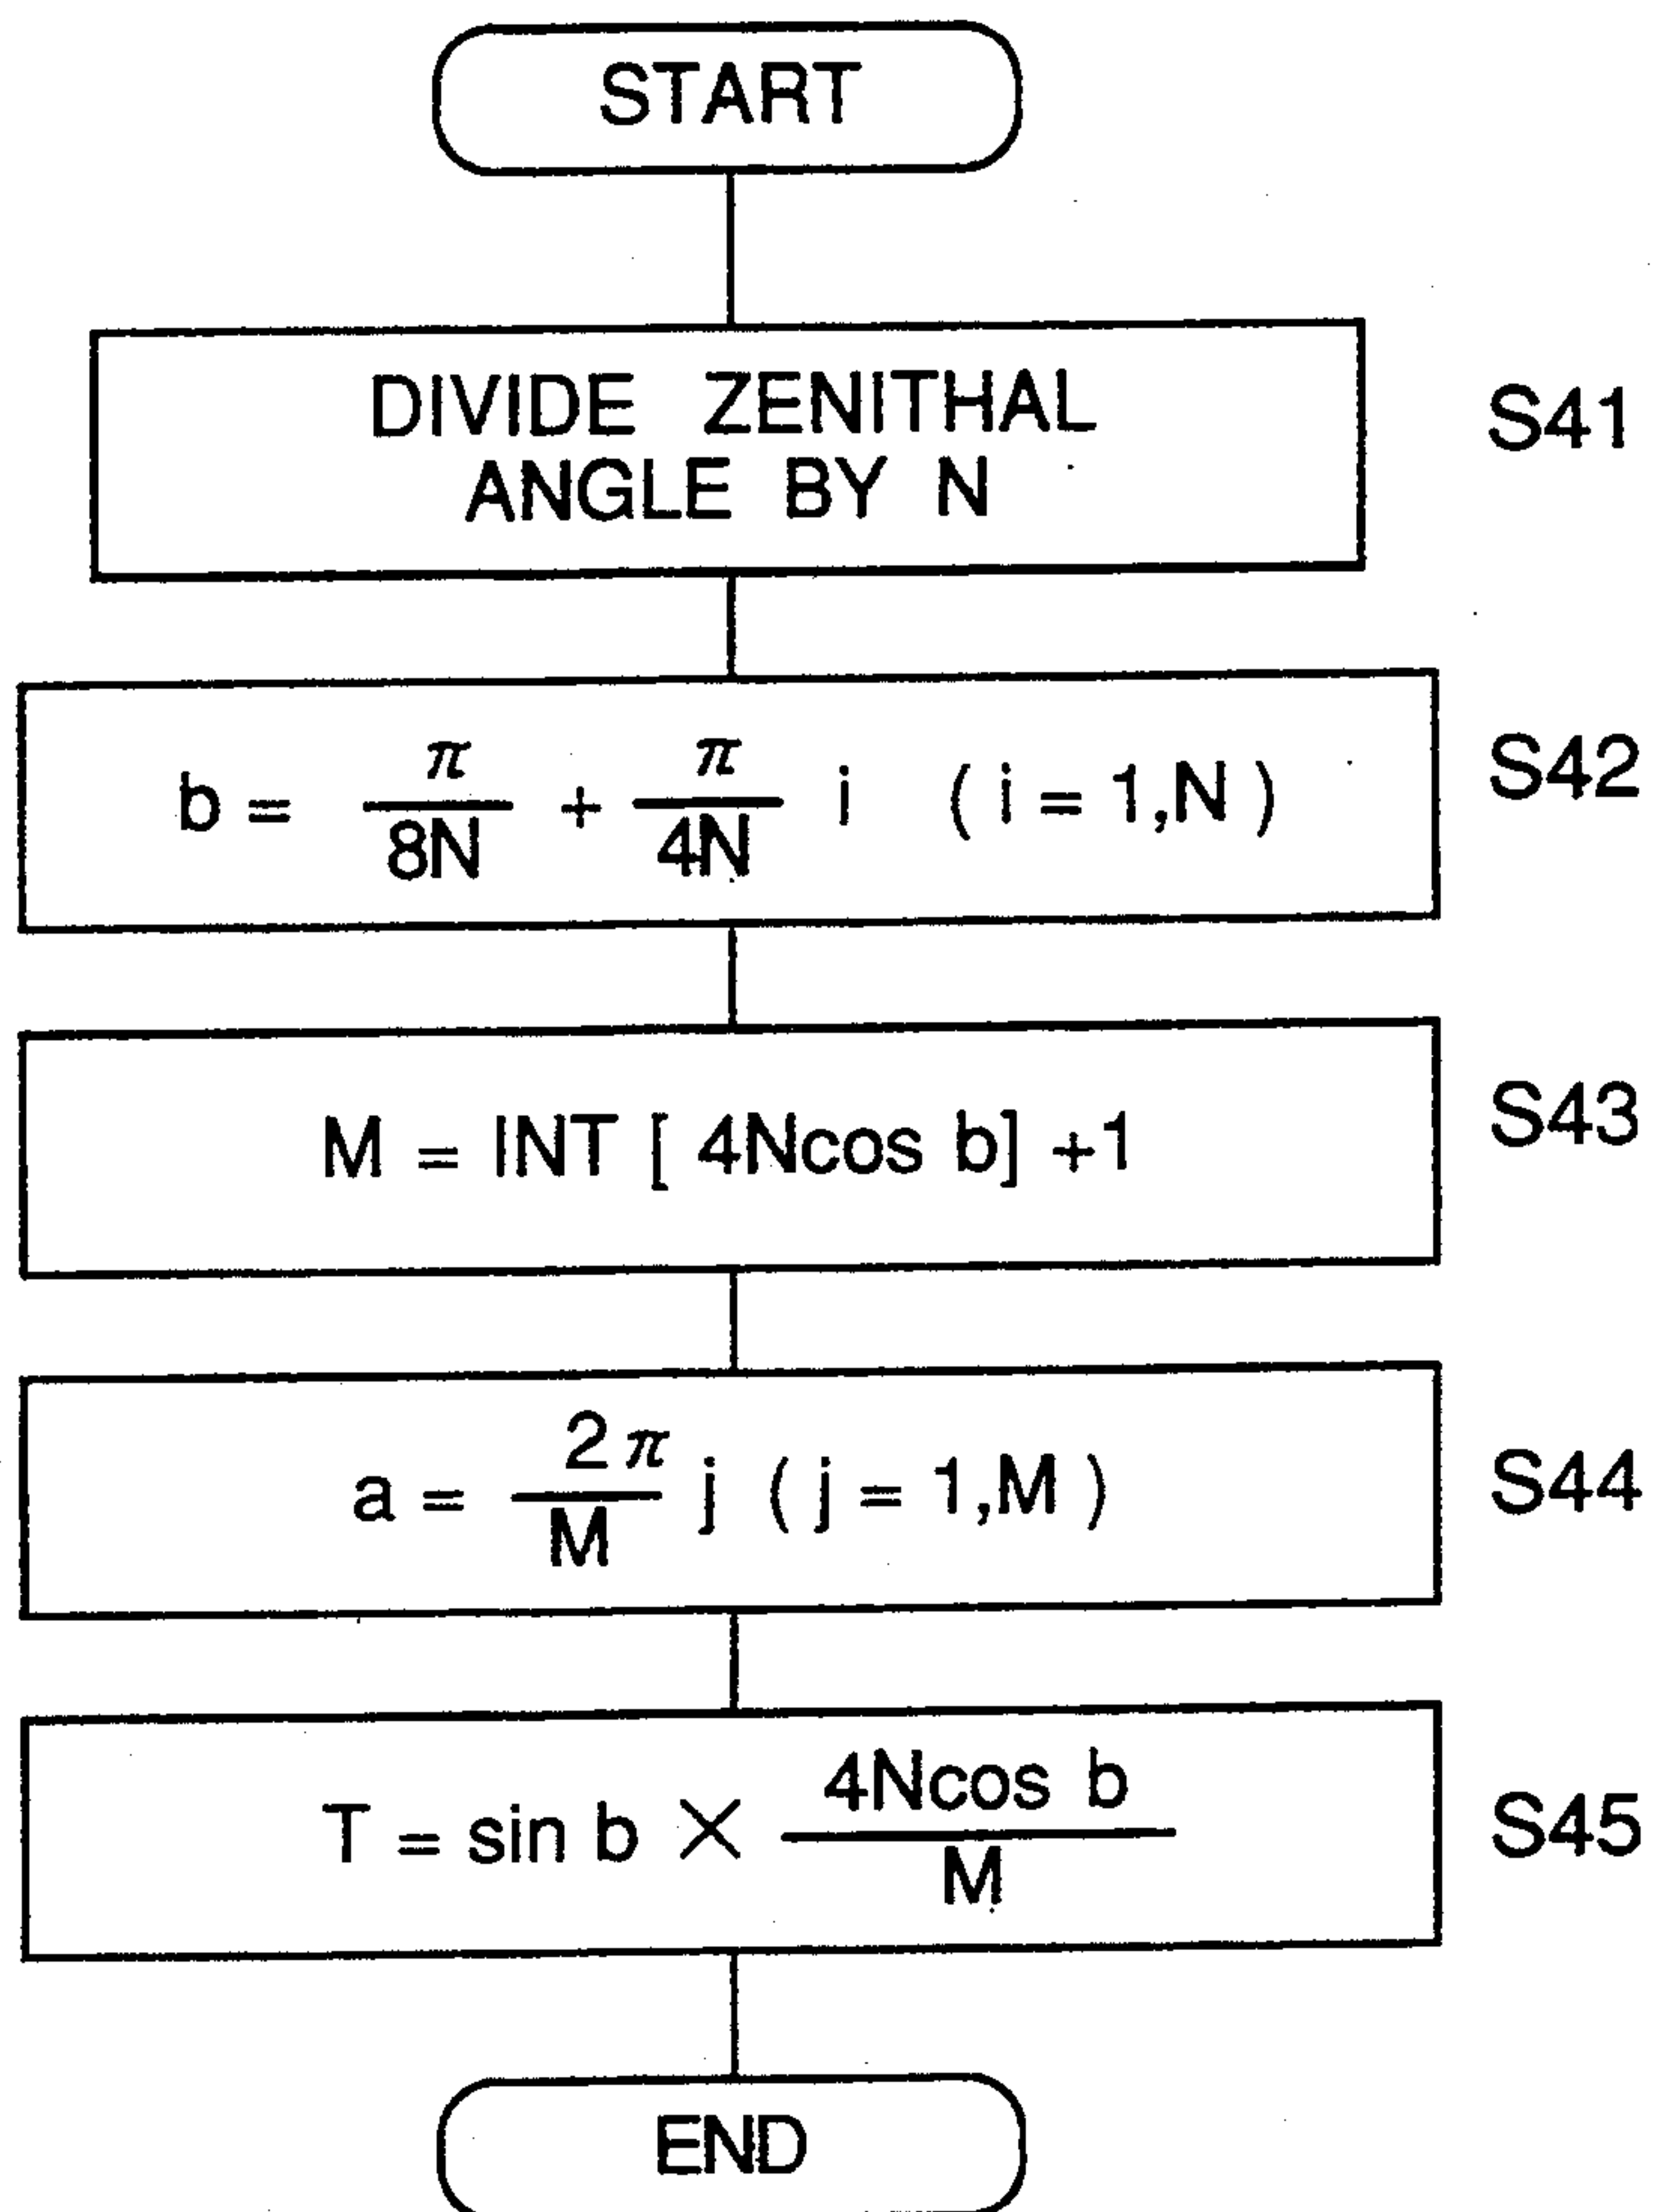 START
DIVIDE ZENITHAL
ANGLE BY N
S41
b = π/8N + π/4N i ( i = 1,N )
S42
M = INT [ 4Ncos b] +1
S43
a = 2π/M j ( j = 1,M )
S44
T = sin b × 4Ncos b/M
S45
END